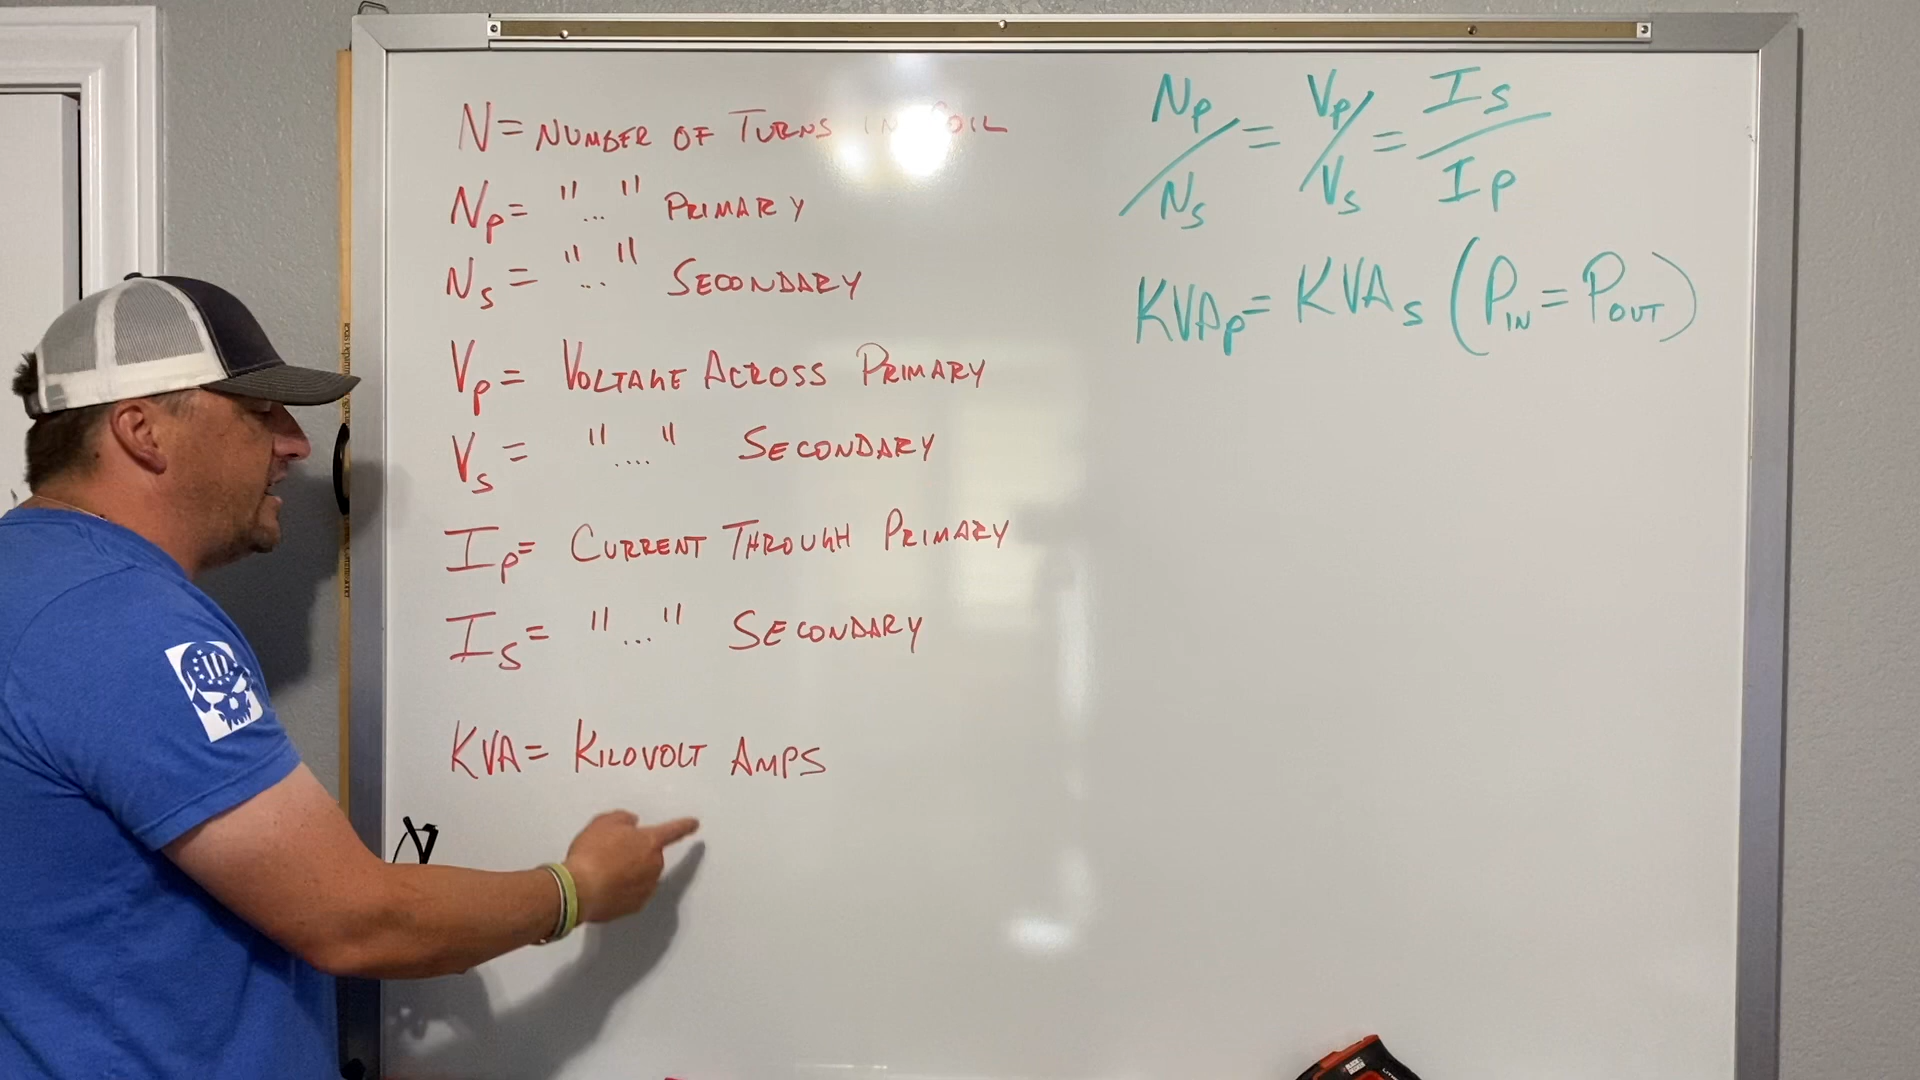 N = NUMBER OF TURNS IN COIL
Np = "..." PRIMARY
Ns = "..." SECONDARY
Vp = VOLTAGE ACROSS PRIMARY
Vs = "...." SECONDARY
Ip = CURRENT THROUGH PRIMARY
Is = "..." SECONDARY
KVA = KILOVOLT AMPS
Np/Ns = Vp/Vs = Is/Ip
KVAp = KVAs (PIN = POUT)